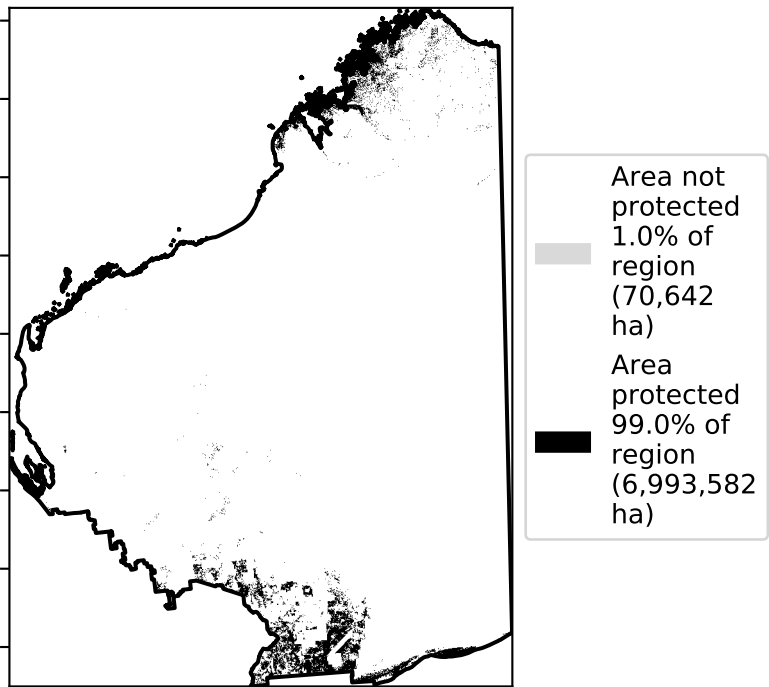 Area not
protected
1.0% of
region
(70,642
ha)
Area
protected
99.0% of
region
(6,993,582
ha)